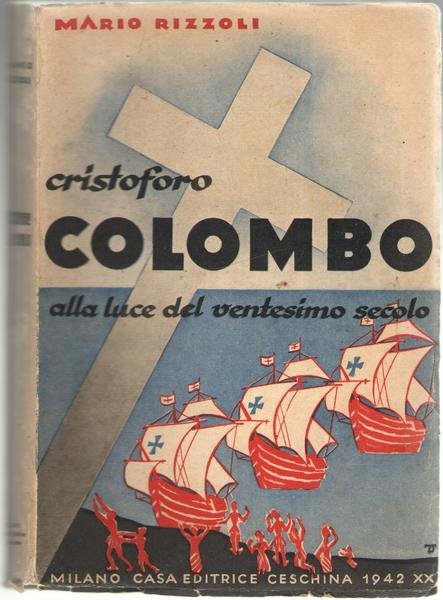 MARIO RIZZOLI
cristoforo
COLOMBO
alla luce del ventesimo secolo
MILANO CASA EDITRICE CESCHINA 1942 XX